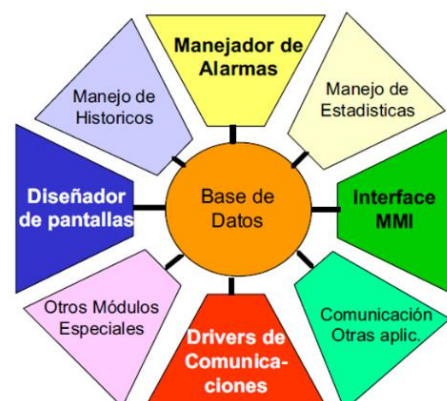 Manejador de
Alarmas
Manejo de
Estadisticas
Interface
MMI
Comunicación
Otras aplic.
Drivers de
Comunica-
ciones
Otros Módulos
Especiales
Diseñador
de pantallas
Manejo de
Historicos
Base de
Datos